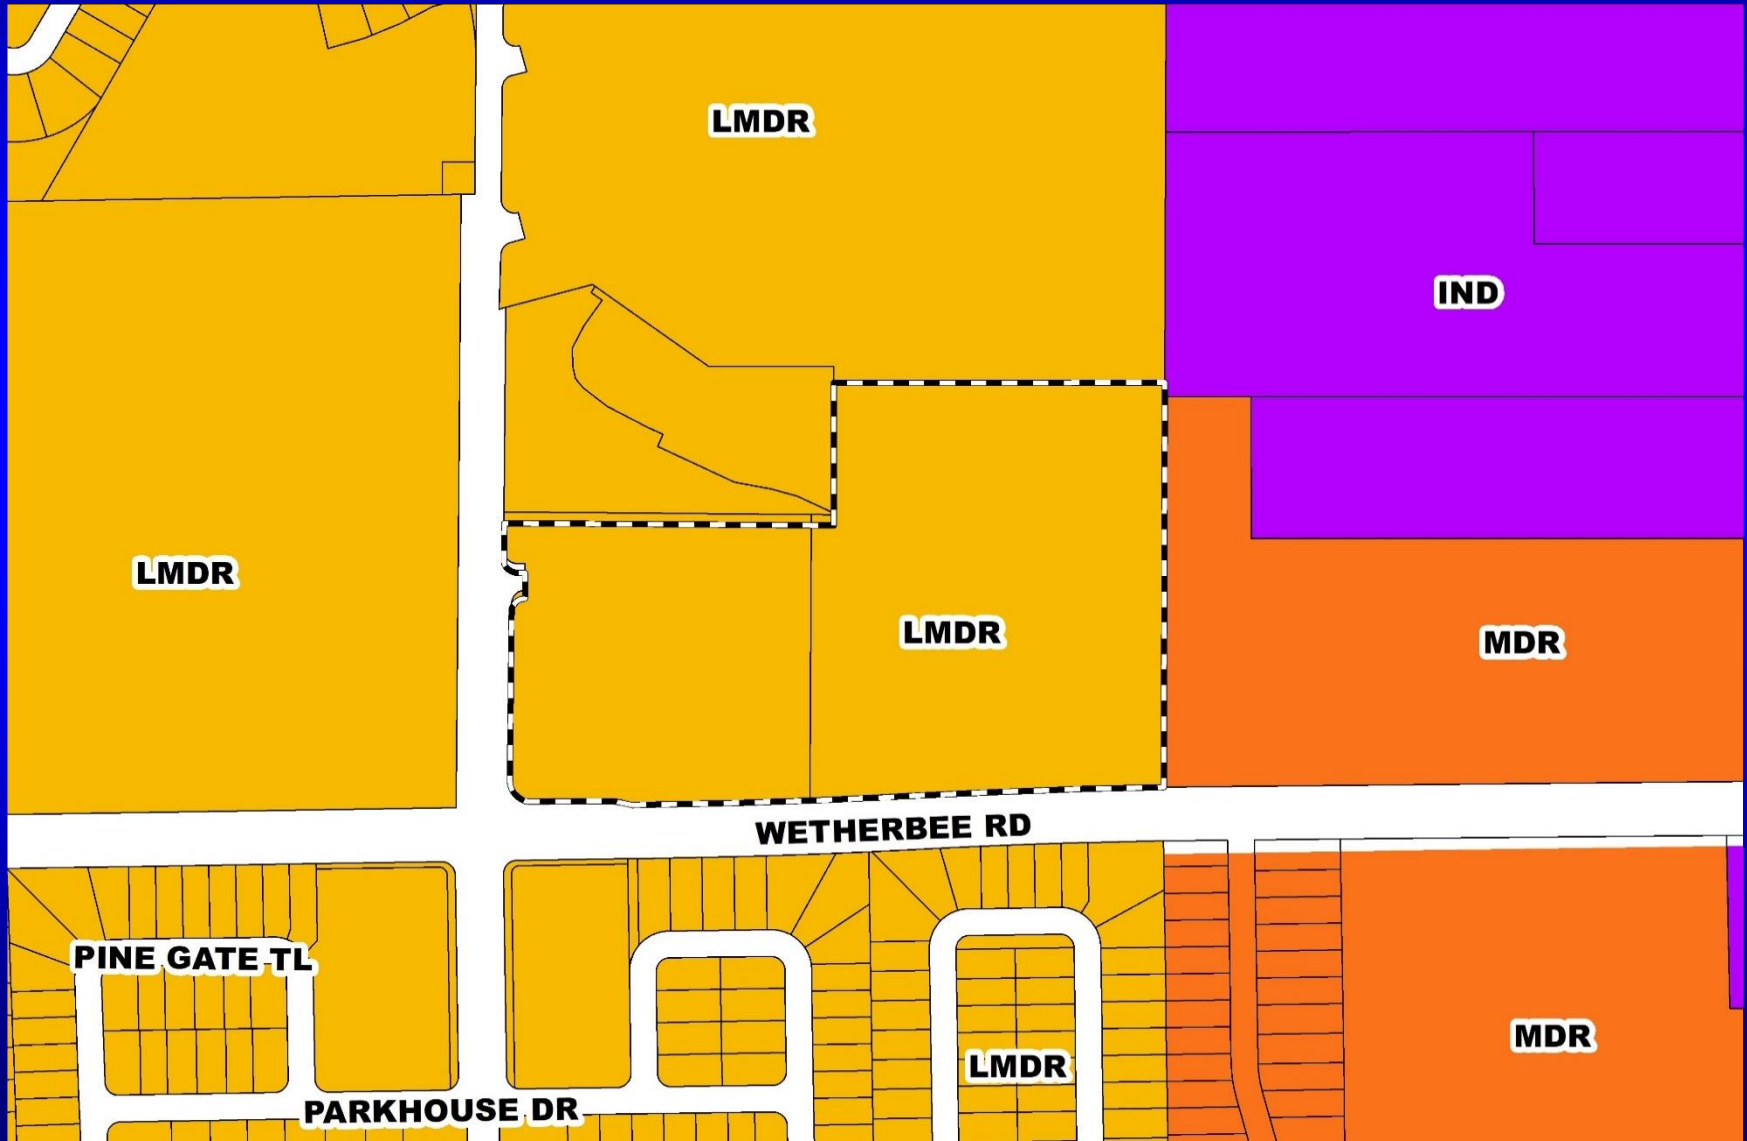 LMDR
IND
LMDR
LMDR
MDR
WETHERBEE RD
PINE GATE TL
MDR
LMDR
PARKHOUSE DR